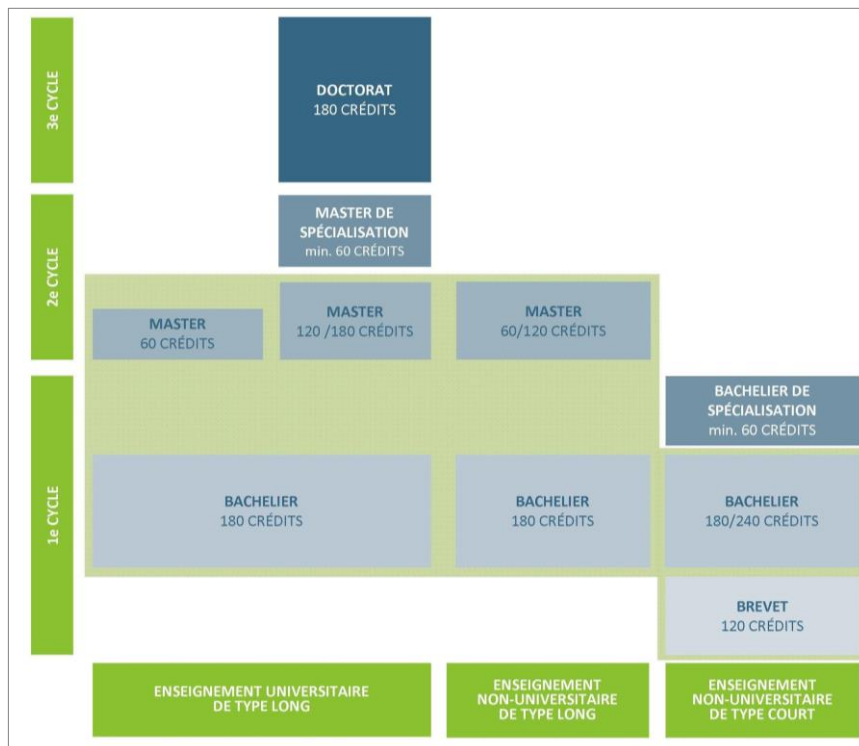 3e CYCLE
DOCTORAT
180 CRÉDITS
2e CYCLE
MASTER DE
SPÉCIALISATION
min. 60 CRÉDITS
MASTER
60 CRÉDITS
MASTER
120 /180 CRÉDITS
MASTER
60/120 CRÉDITS
1e CYCLE
BACHELIER DE
SPÉCIALISATION
min. 60 CRÉDITS
BACHELIER
180 CRÉDITS
BACHELIER
180 CRÉDITS
BACHELIER
180/240 CRÉDITS
BREVET
120 CRÉDITS
ENSEIGNEMENT UNIVERSITAIRE
DE TYPE LONG
ENSEIGNEMENT
NON-UNIVERSITAIRE
DE TYPE LONG
ENSEIGNEMENT
NON-UNIVERSITAIRE
DE TYPE COURT